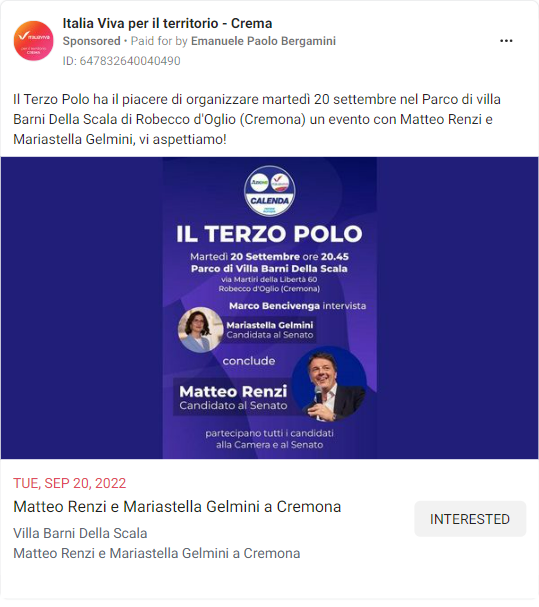 Italia Viva per il territorio - Crema
Sponsored • Paid for by Emanuele Paolo Bergamini
ID: 647832640040490
Il Terzo Polo ha il piacere di organizzare martedì 20 settembre nel Parco di villa
Barni Della Scala di Robecco d'Oglio (Cremona) un evento con Matteo Renzi e
Mariastella Gelmini, vi aspettiamo!
CALENDA
IL TERZO POLO
Martedì 20 Settembre ore 20.45
Parco di Villa Barni Della Scala
via Martiri della Libertà 60
Robecco d'Oglio (Cremona)
Marco Bencivenga intervista
Mariastella Gelmini
Candidata al Senato
conclude
Matteo Renzi
Candidato al Senato
partecipano tutti i candidati
alla Camera e al Senato
TUE, SEP 20, 2022
Matteo Renzi e Mariastella Gelmini a Cremona
INTERESTED
Villa Barni Della Scala
Matteo Renzi e Mariastella Gelmini a Cremona